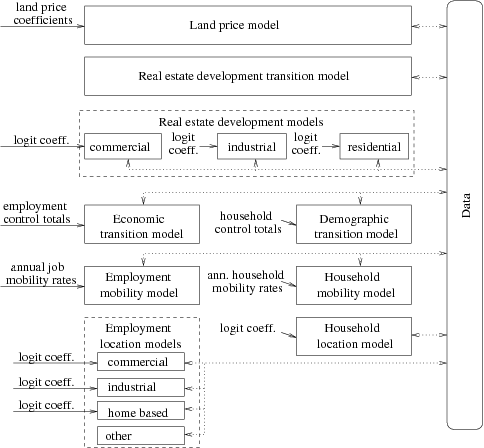 land price
coefficients
Land price model
Real estate development transition model
Real estate development models
logit coeff.
commercial
logit
coeff.
industrial
logit
coeff.
residential
Data
employment
control totals
Economic
transition model
household
control totals
Demographic
transition model
annual job
mobility rates
Employment
mobility model
ann. household
mobility rates
Household
mobility model
Employment
location models
logit coeff.
Household
location model
logit coeff.
commercial
logit coeff.
industrial
logit coeff.
home based
other